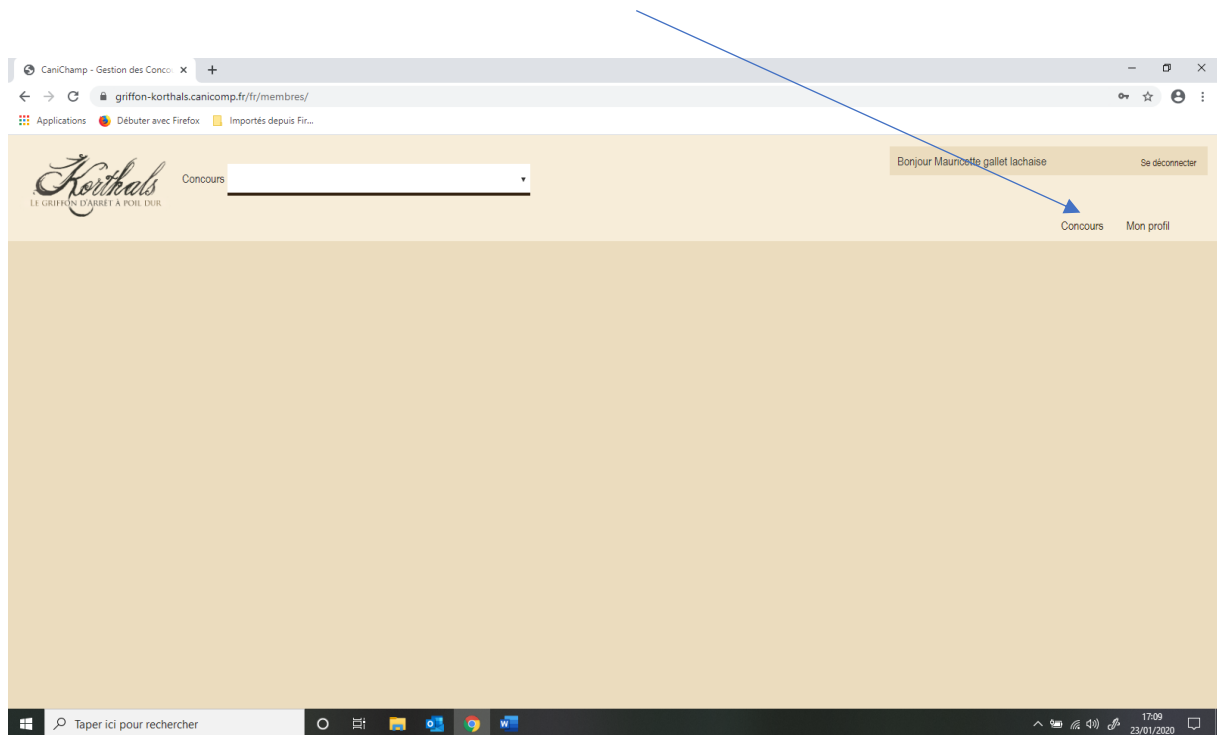 CaniChamp - Gestion des Conco
griffon-korthals.canicomp.fr/fr/membres/
Applications Débuter avec Firefox Importés depuis Fir...
Korthals
LE GRIFFON D'ARRÊT À POIL DUR
Concours
Bonjour Mauricette gallet lachaise Se déconnecter
Concours Mon profil
Taper ici pour rechercher
17:09
23/01/2020